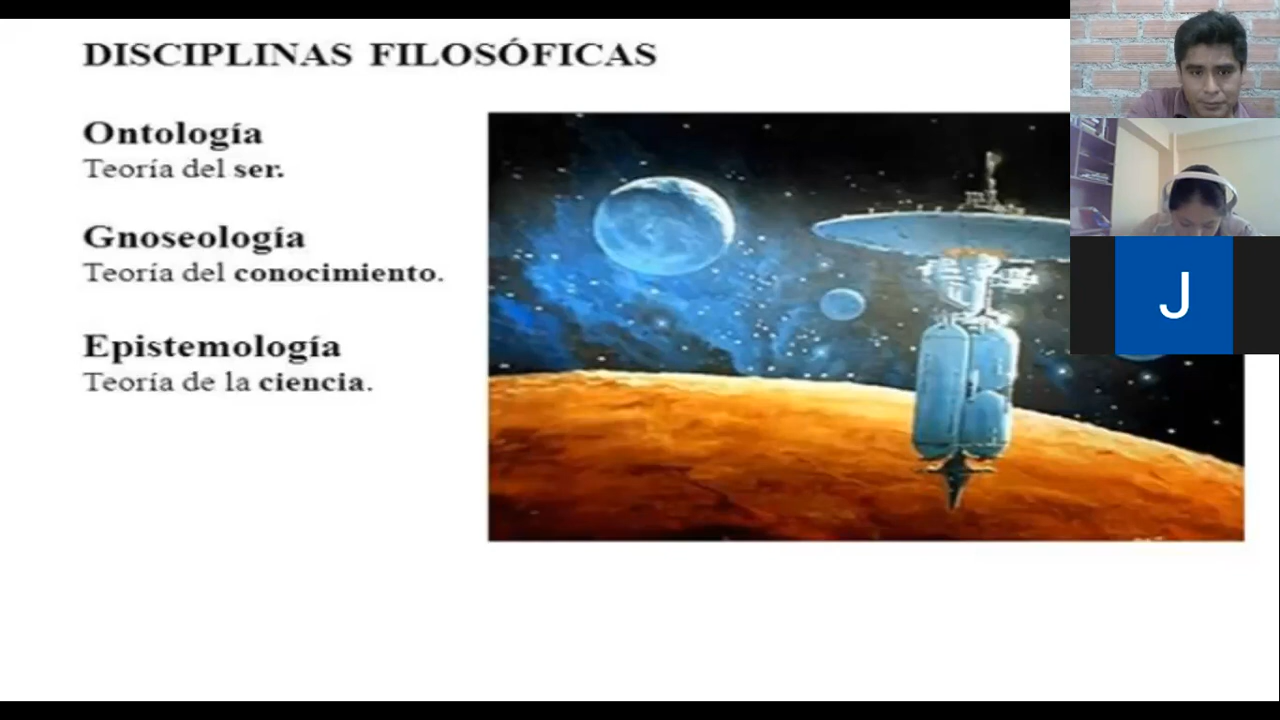 DISCIPLINAS FILOSÓFICAS
Ontología
Teoría del ser.
Gnoseología
Teoría del conocimiento.
Epistemología
Teoría de la ciencia.
J